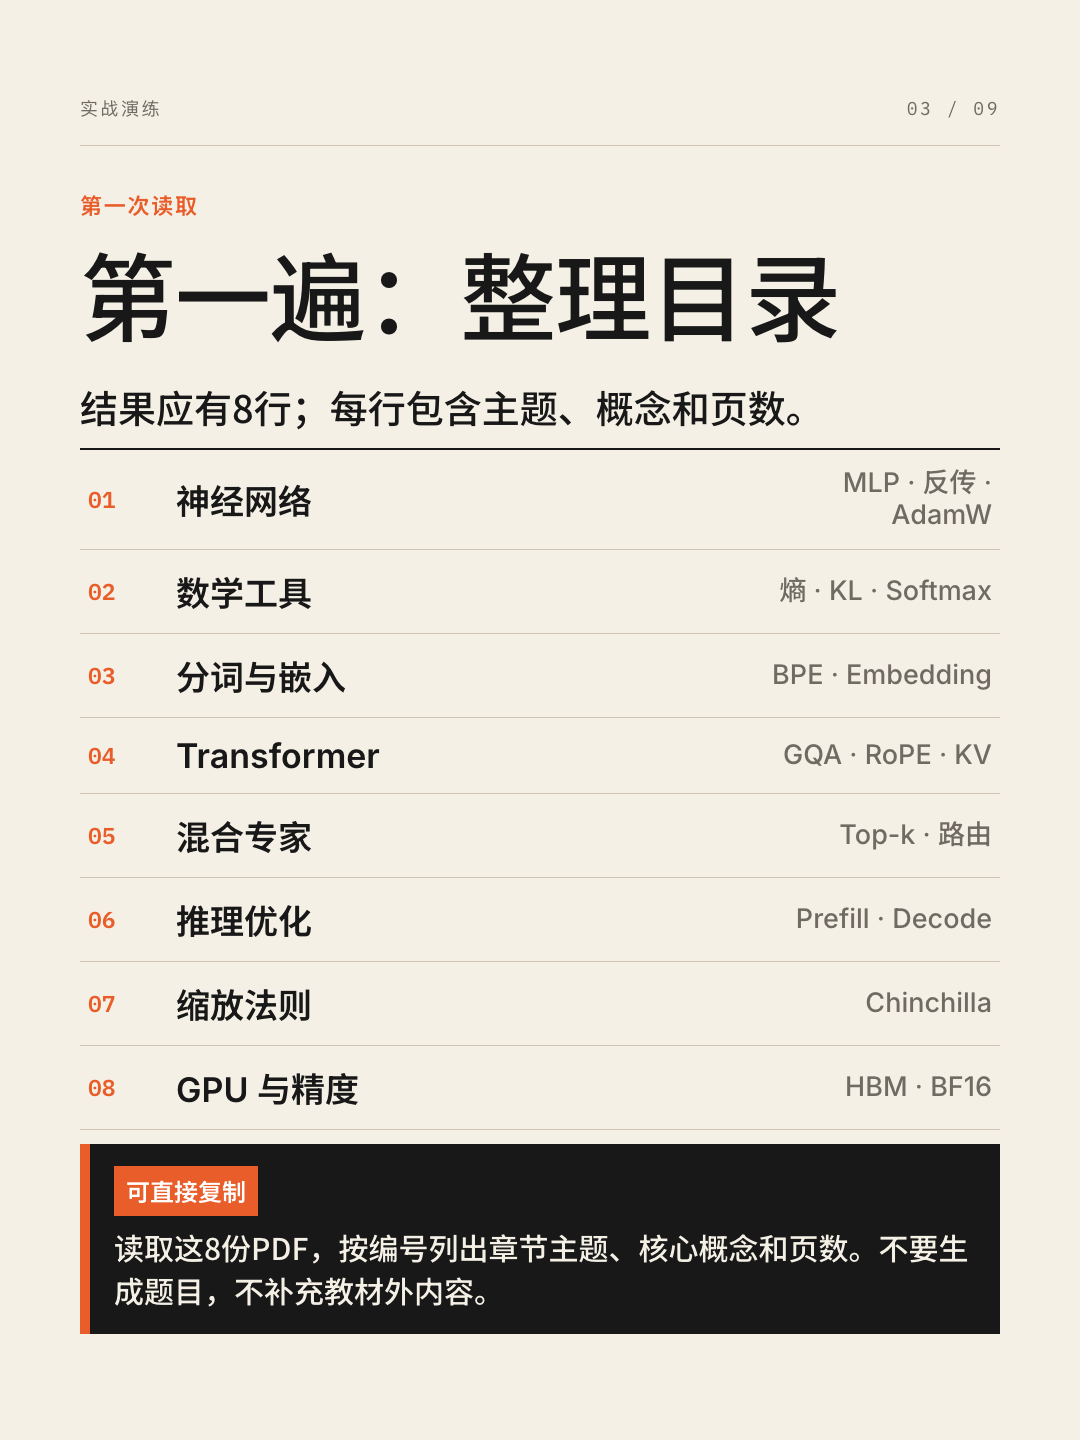 实战演练
03 / 09
第一次读取
第一遍：整理目录
结果应有8行；每行包含主题、概念和页数。
01 神经网络 MLP · 反传 ·
AdamW
02 数学工具 熵 · KL · Softmax
03 分词与嵌入 BPE · Embedding
04 Transformer GQA · RoPE · KV
05 混合专家 Top-k · 路由
06 推理优化 Prefill · Decode
07 缩放法则 Chinchilla
08 GPU 与精度 HBM · BF16
可直接复制
读取这8份PDF，按编号列出章节主题、核心概念和页数。不要生
成题目，不补充教材外内容。